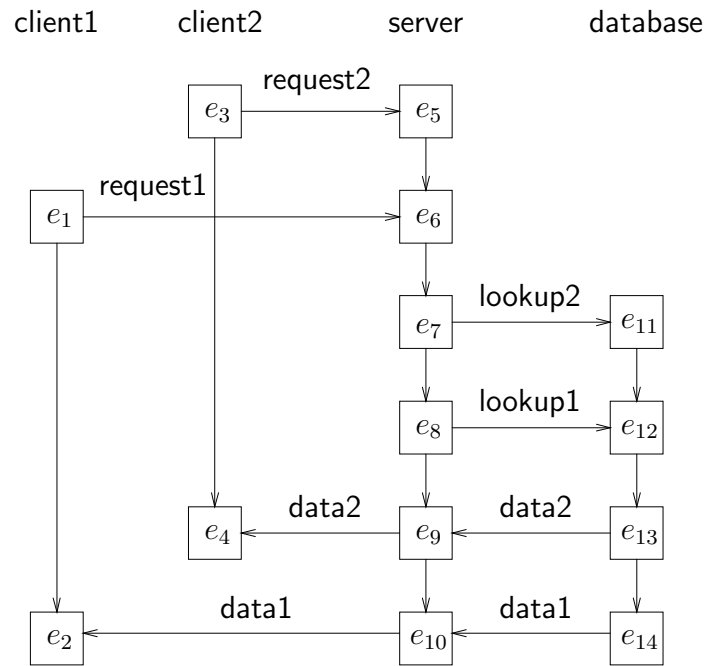 client1 client2 server database
request2
e3 e5
request1
e1 e6
lookup2
e7 e11
lookup1
e8 e12
data2 data2
e4 e9 e13
data1 data1
e2 e10 e14